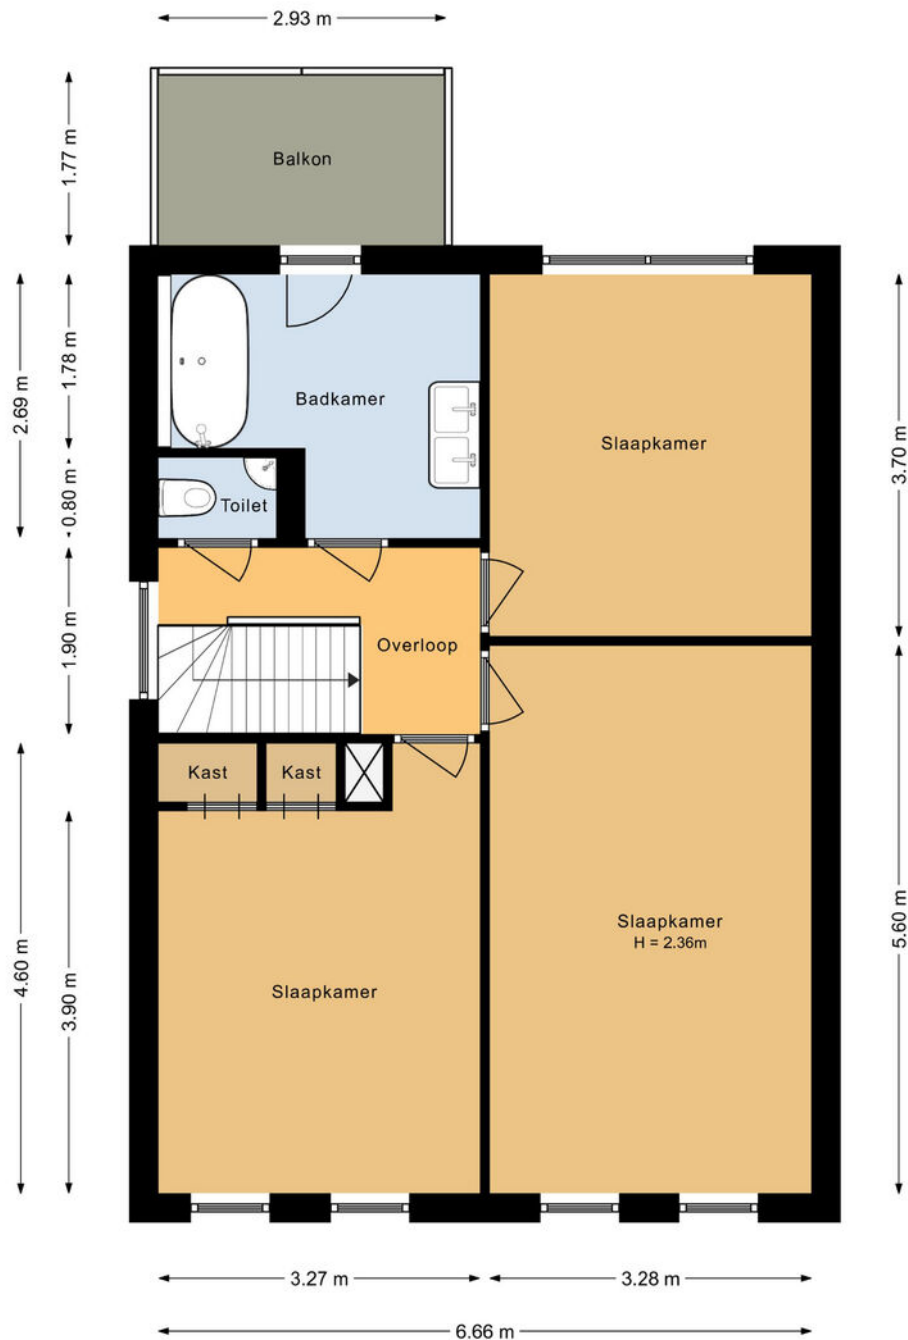 2.93 m
1.77 m
Balkon
2.69 m
1.78 m
Badkamer
Slaapkamer
3.70 m
0.80 m
Toilet
1.90 m
Overloop
Kast
Kast
4.60 m
3.90 m
Slaapkamer
Slaapkamer
H = 2.36m
5.60 m
3.27 m
3.28 m
6.66 m